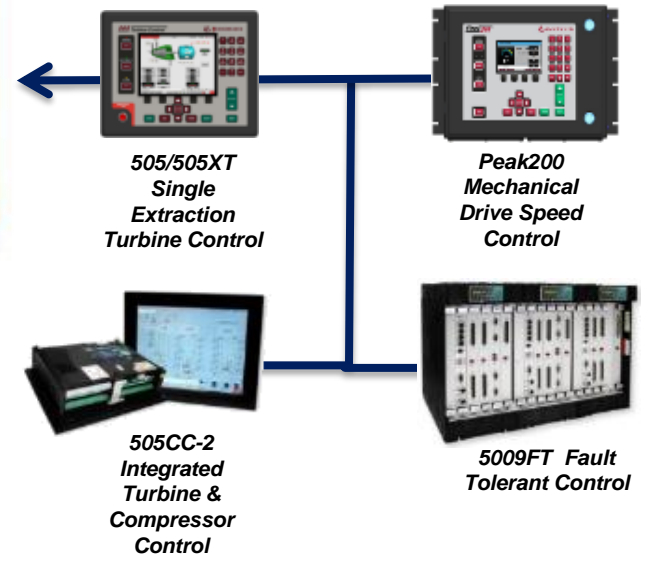 505/505XT
Single
Extraction
Turbine Control
Peak200
Mechanical
Drive Speed
Control
505CC-2
Integrated
Turbine &
Compressor
Control
5009FT Fault
Tolerant Control